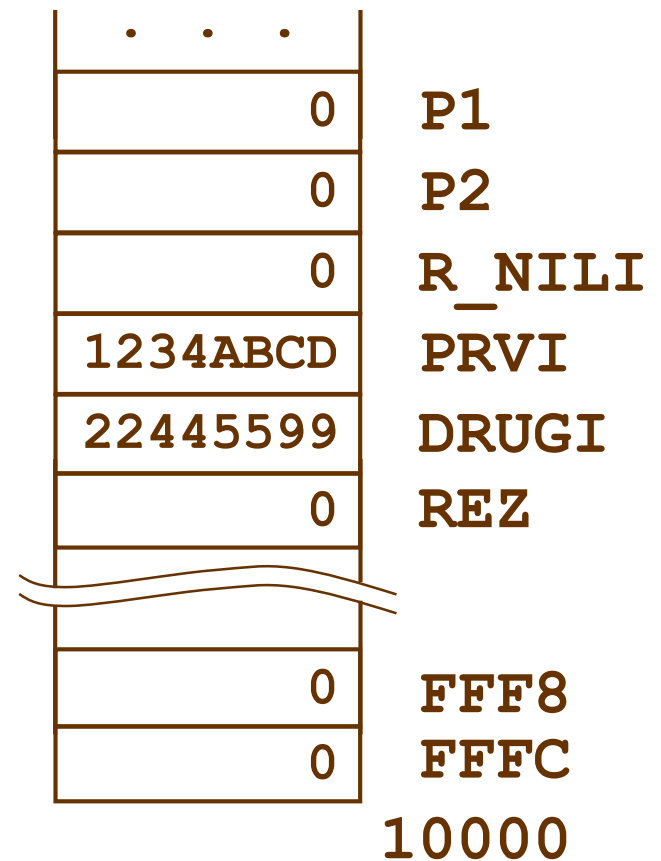 . . .
0 P1
0 P2
0 R_NILI
1234ABCD PRVI
22445599 DRUGI
0 REZ
0 FFF8
0 FFFC
10000